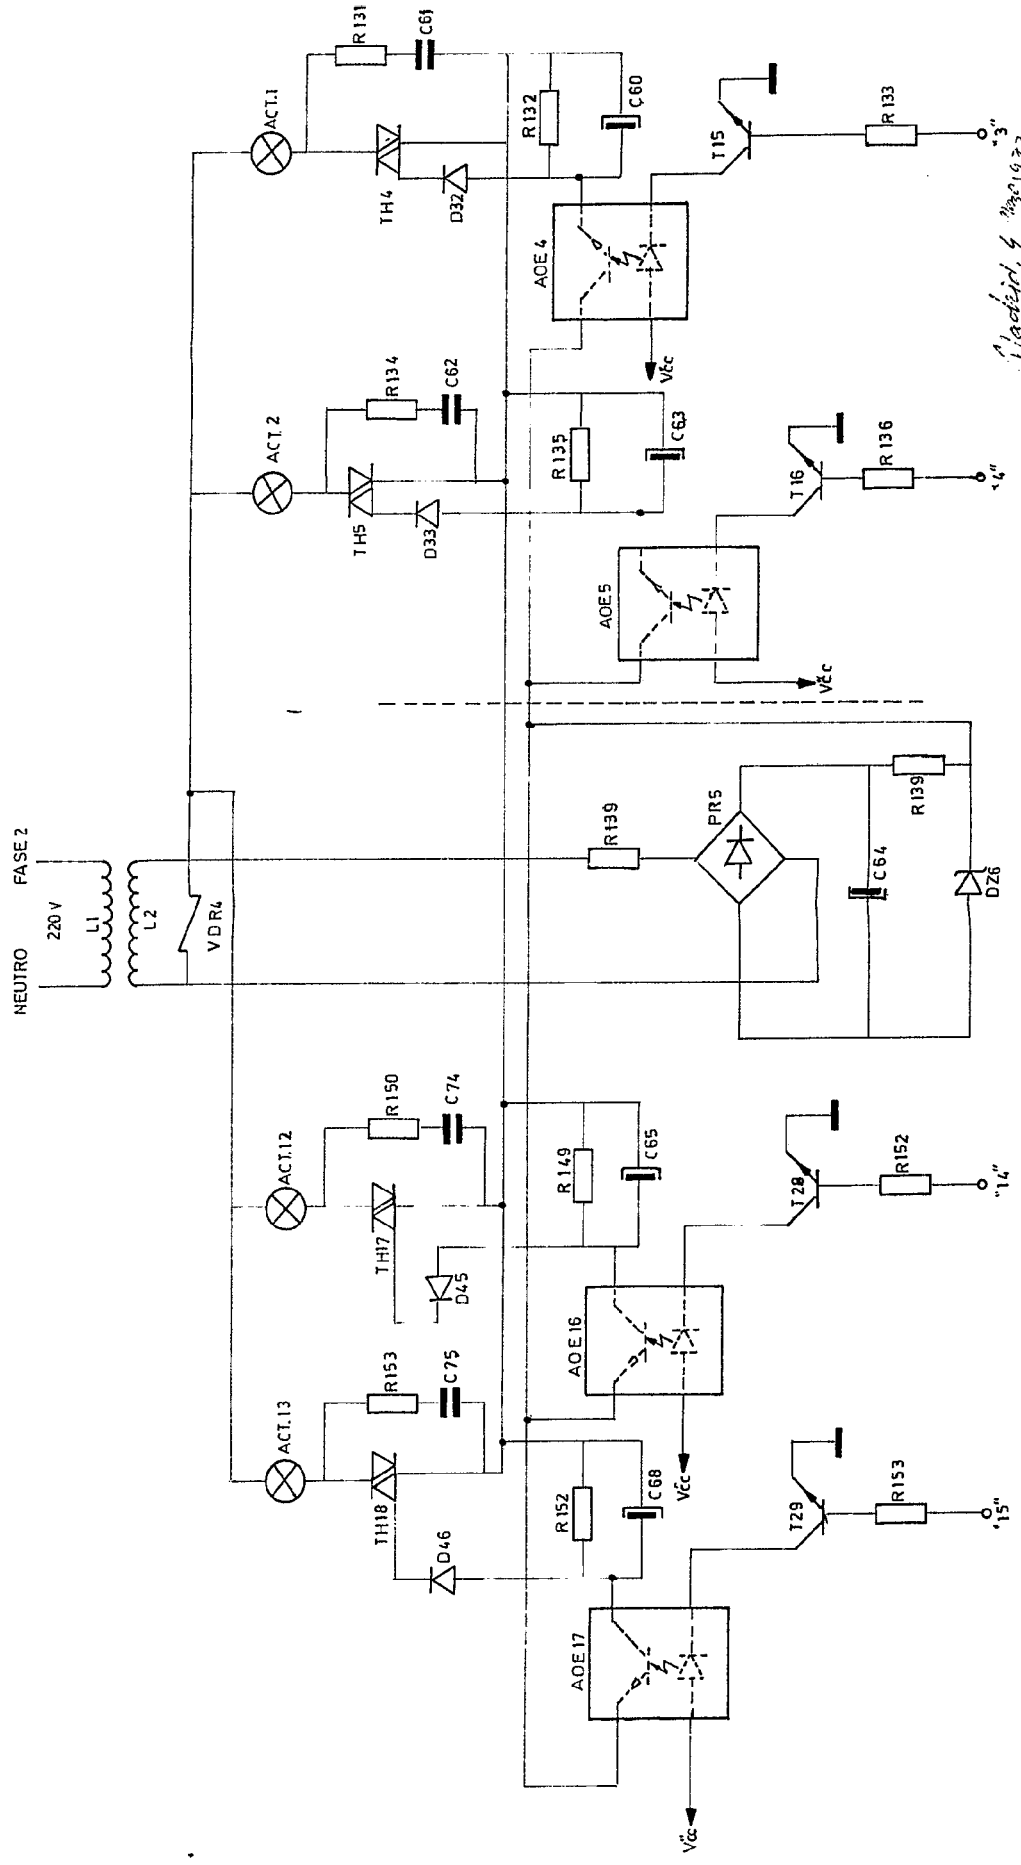 NEUTRO FASE 2
220 V
L1
L2
VDR4
ACT.13
ACT.12
ACT. 2
ACT.1
R153
C75
R150
C74
R134
C62
R131
C61
TH18
TH17
TH5
TH4
D46
D45
D33
D32
R152
C68
R149
C65
R139
R135
C63
R132
C60
AOE17
AOE16
AOE5
AOE4
PR5
C64
R139
DZ6
Vcc
Vcc
Vcc
Vcc
T29
T28
T16
T15
R153
R152
R136
R133
"15"
"14"
"4"
"3"
Madrid, 4